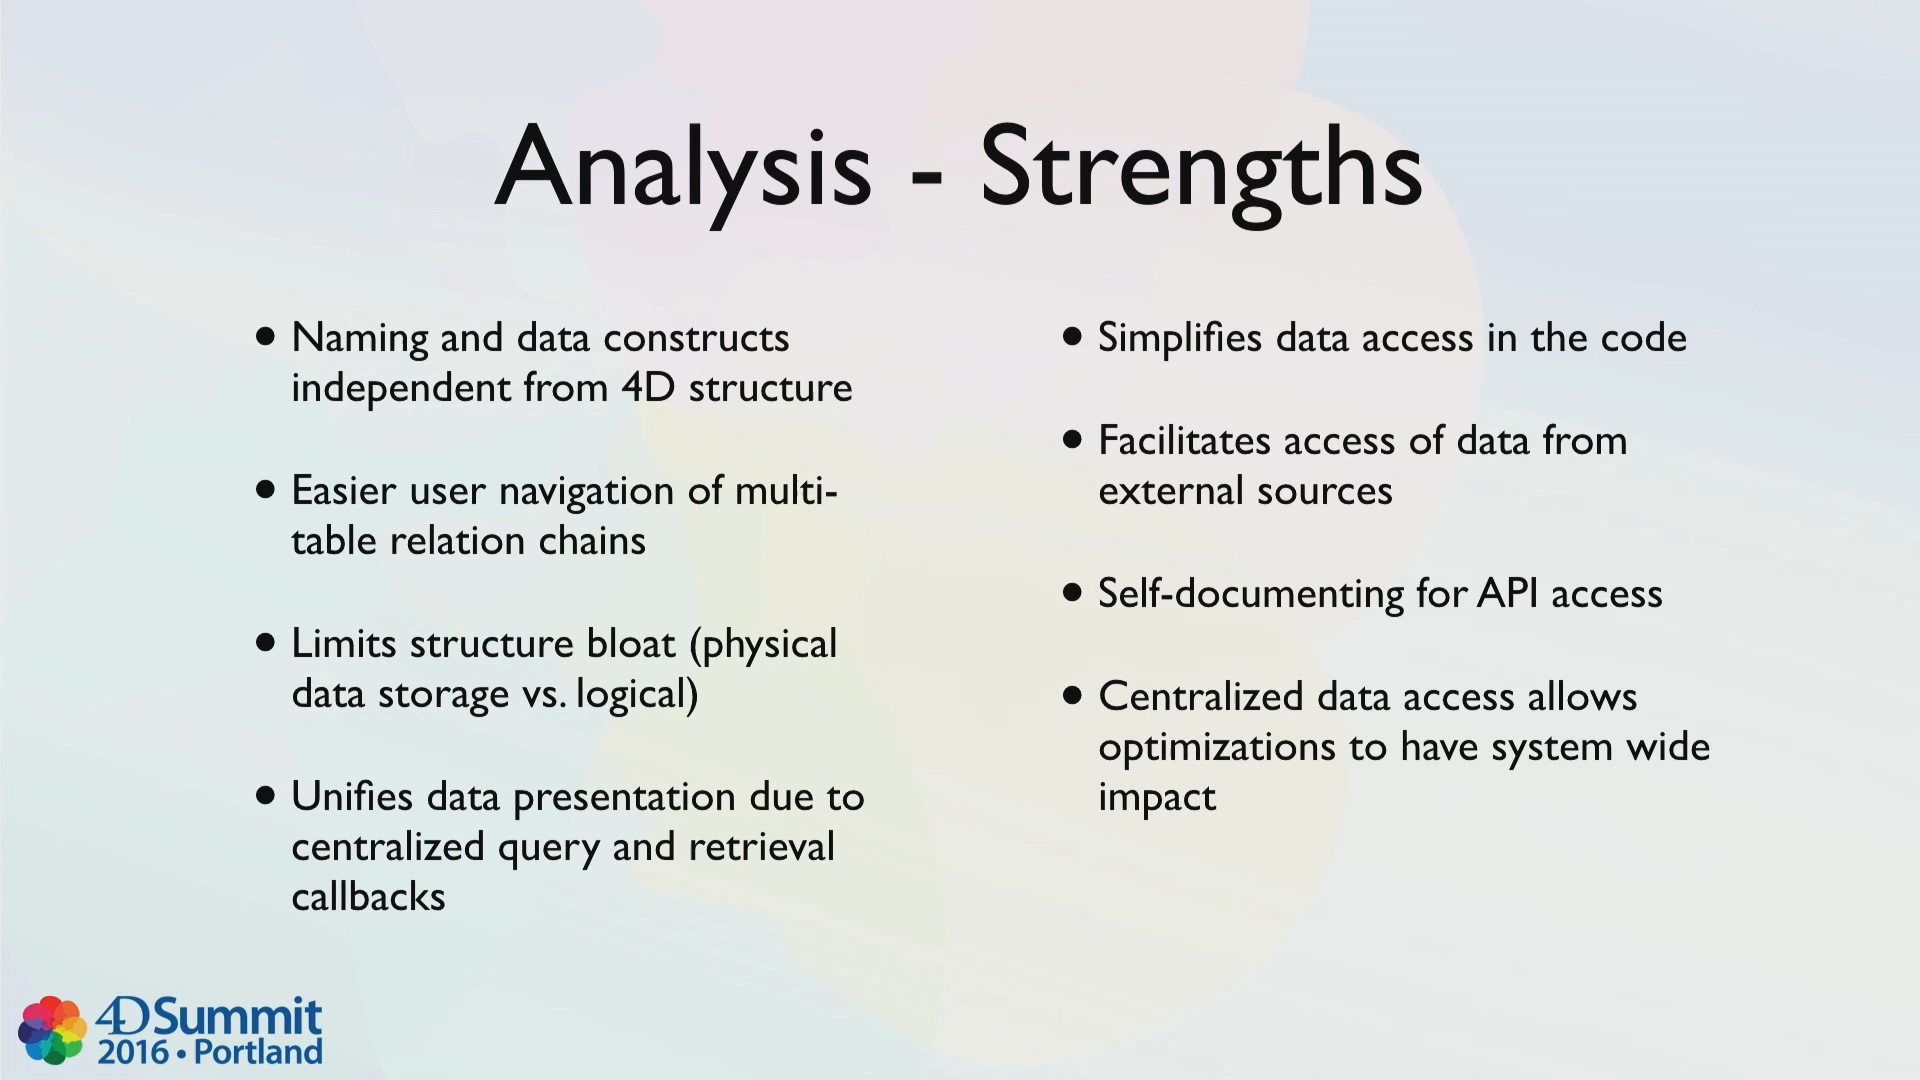 Analysis - Strengths
• Naming and data constructs
independent from 4D structure
• Easier user navigation of multi-
table relation chains
• Limits structure bloat (physical
data storage vs. logical)
• Unifies data presentation due to
centralized query and retrieval
callbacks
• Simplifies data access in the code
• Facilitates access of data from
external sources
• Self-documenting for API access
• Centralized data access allows
optimizations to have system wide
impact
4D Summit
2016 • Portland